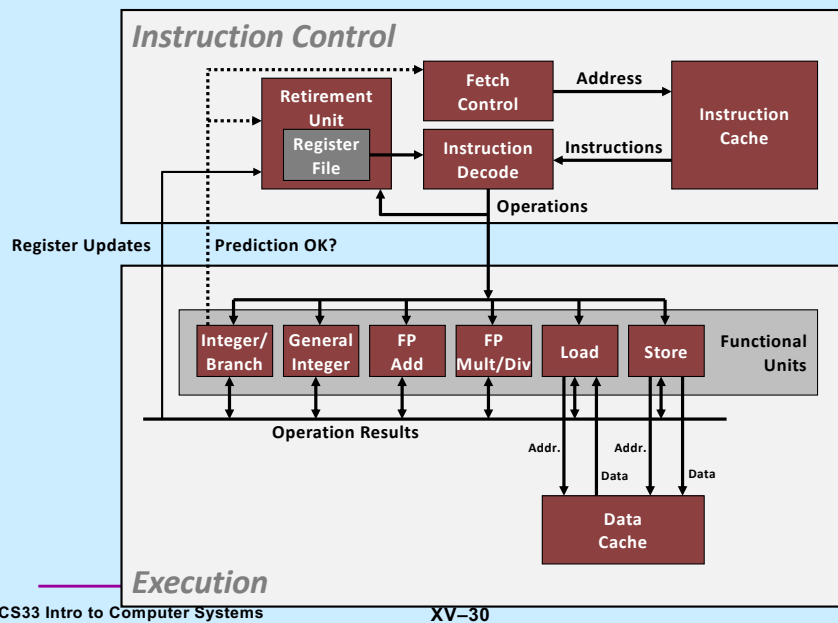 Instruction Control
Fetch
Control
Address
Instruction
Cache
Retirement
Unit
Register
File
Instruction
Decode
Instructions
Operations
Register Updates
Prediction OK?
Integer/
Branch
General
Integer
FP
Add
FP
Mult/Div
Load
Store
Functional
Units
Operation Results
Addr.
Data
Addr.
Data
Data
Cache
Execution
CS33 Intro to Computer Systems
XV–30